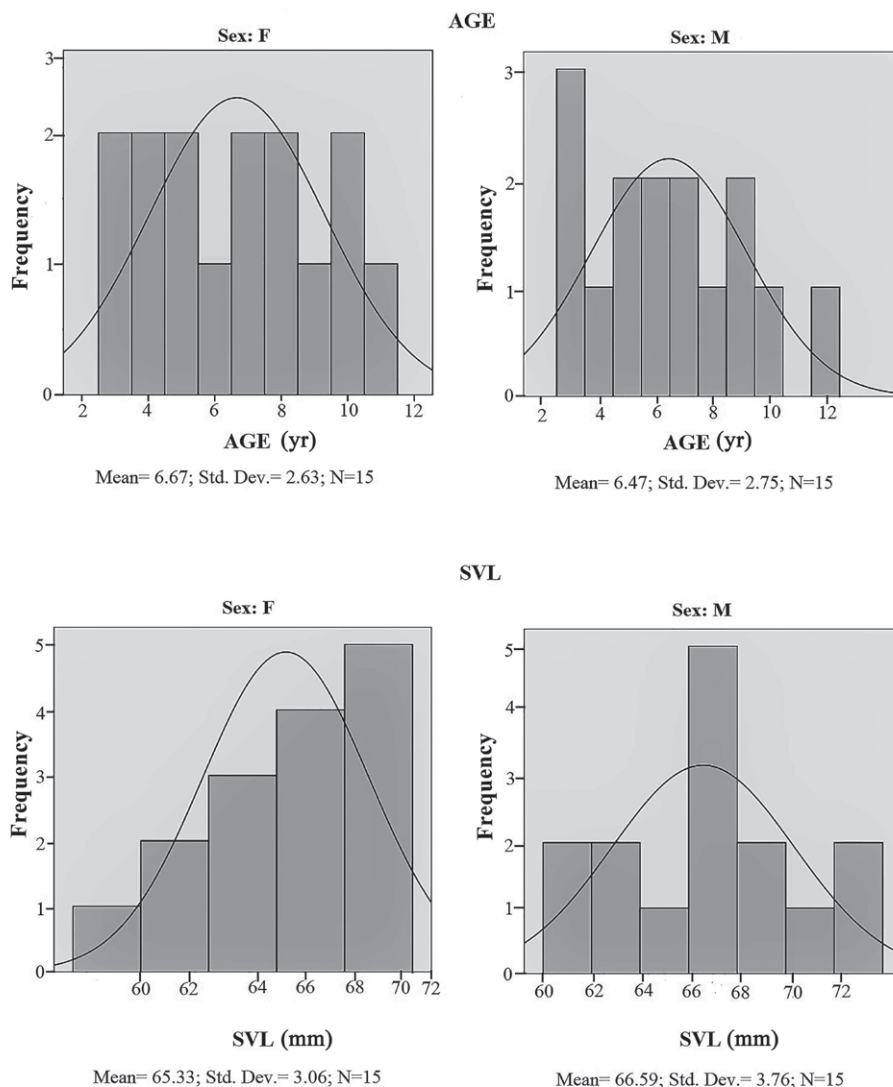 AGE
Sex: F
Sex: M
3
2
1
0
Frequency
2 4 6 8 10 12
AGE (yr)
Mean= 6.67; Std. Dev.= 2.63; N=15
3
2
1
0
Frequency
2 4 6 8 10 12
AGE (yr)
Mean= 6.47; Std. Dev.= 2.75; N=15
SVL
Sex: F
Sex: M
5
4
3
2
1
0
Frequency
60 62 64 66 68 70 72
SVL (mm)
Mean= 65.33; Std. Dev.= 3.06; N=15
5
4
3
2
1
0
Frequency
60 62 64 66 68 70 72
SVL (mm)
Mean= 66.59; Std. Dev.= 3.76; N=15